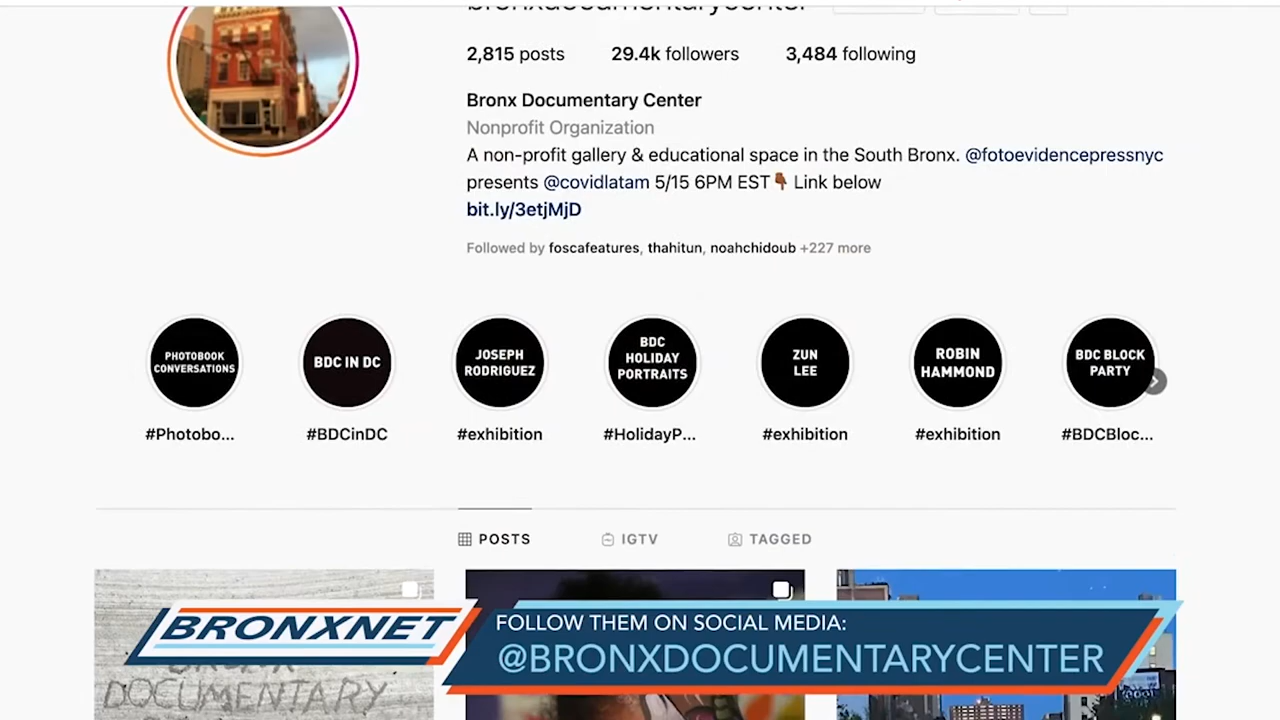 bronxdocumentarycenter
2,815 posts 29.4k followers 3,484 following
Bronx Documentary Center
Nonprofit Organization
A non-profit gallery & educational space in the South Bronx. @fotoevidencepressnyc
presents @covidlatam 5/15 6PM EST👇🏾 Link below
bit.ly/3etjMjD
Followed by foscafeatures, thahitun, noahchidoub +227 more
PHOTOBOOK
CONVERSATIONS
BDC IN DC
JOSEPH
RODRIGUEZ
BDC
HOLIDAY
PORTRAITS
ZUN
LEE
ROBIN
HAMMOND
BDC BLOCK
PARTY
#Photobo... #BDCinDC #exhibition #HolidayP... #exhibition #exhibition #BDCBloc...
POSTS IGTV TAGGED
BRONXNET
FOLLOW THEM ON SOCIAL MEDIA:
@BRONXDOCUMENTARYCENTER
DOCUMENTARY